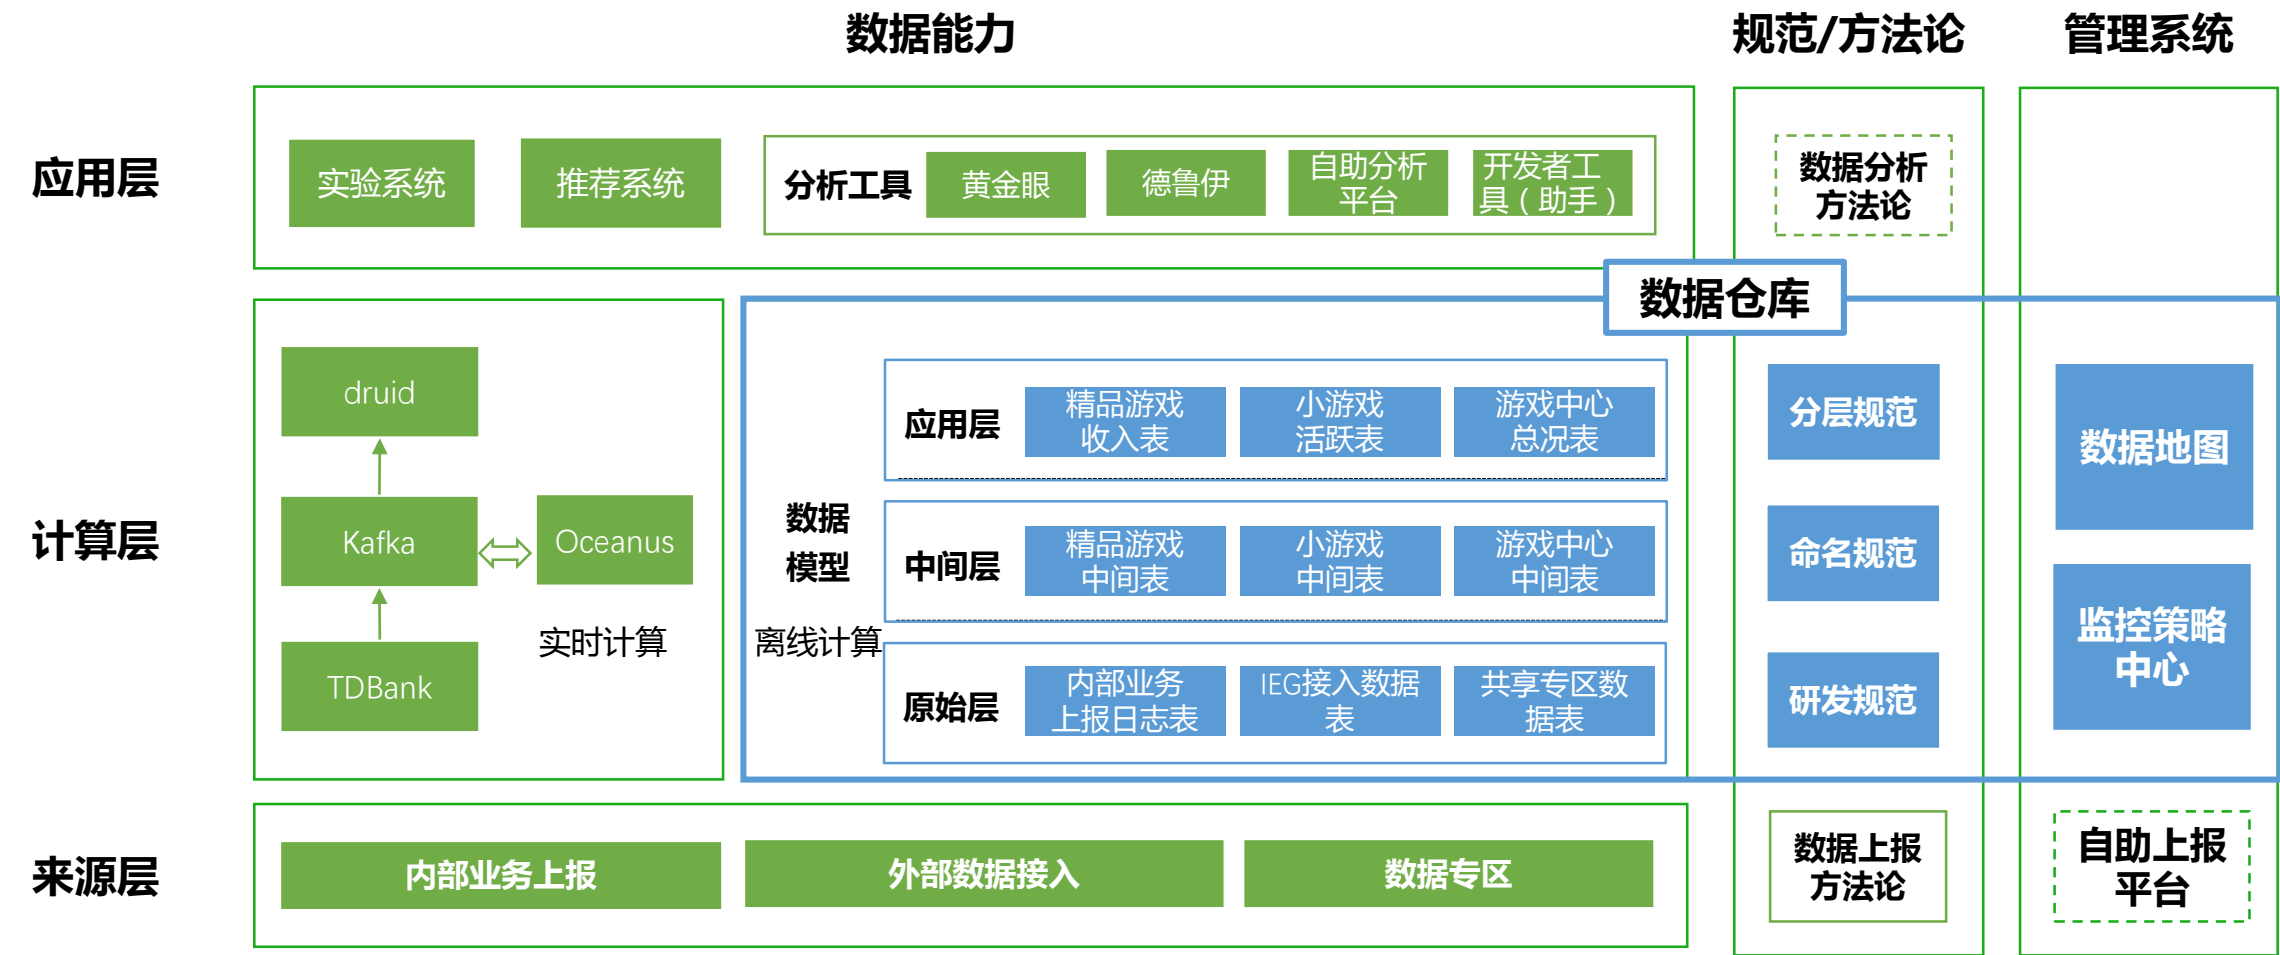 数据能力
规范/方法论
管理系统
应用层
实验系统
推荐系统
分析工具
黄金眼
德鲁伊
自助分析
平台
开发者工
具（助手）
数据分析
方法论
数据仓库
计算层
druid
Kafka
Oceanus
TDBank
实时计算
数据
模型
离线计算
应用层
精品游戏
收入表
小游戏
活跃表
游戏中心
总况表
中间层
精品游戏
中间表
小游戏
中间表
游戏中心
中间表
原始层
内部业务
上报日志表
IEG接入数据
表
共享专区数
据表
分层规范
命名规范
研发规范
数据地图
监控策略
中心
来源层
内部业务上报
外部数据接入
数据专区
数据上报
方法论
自助上报
平台